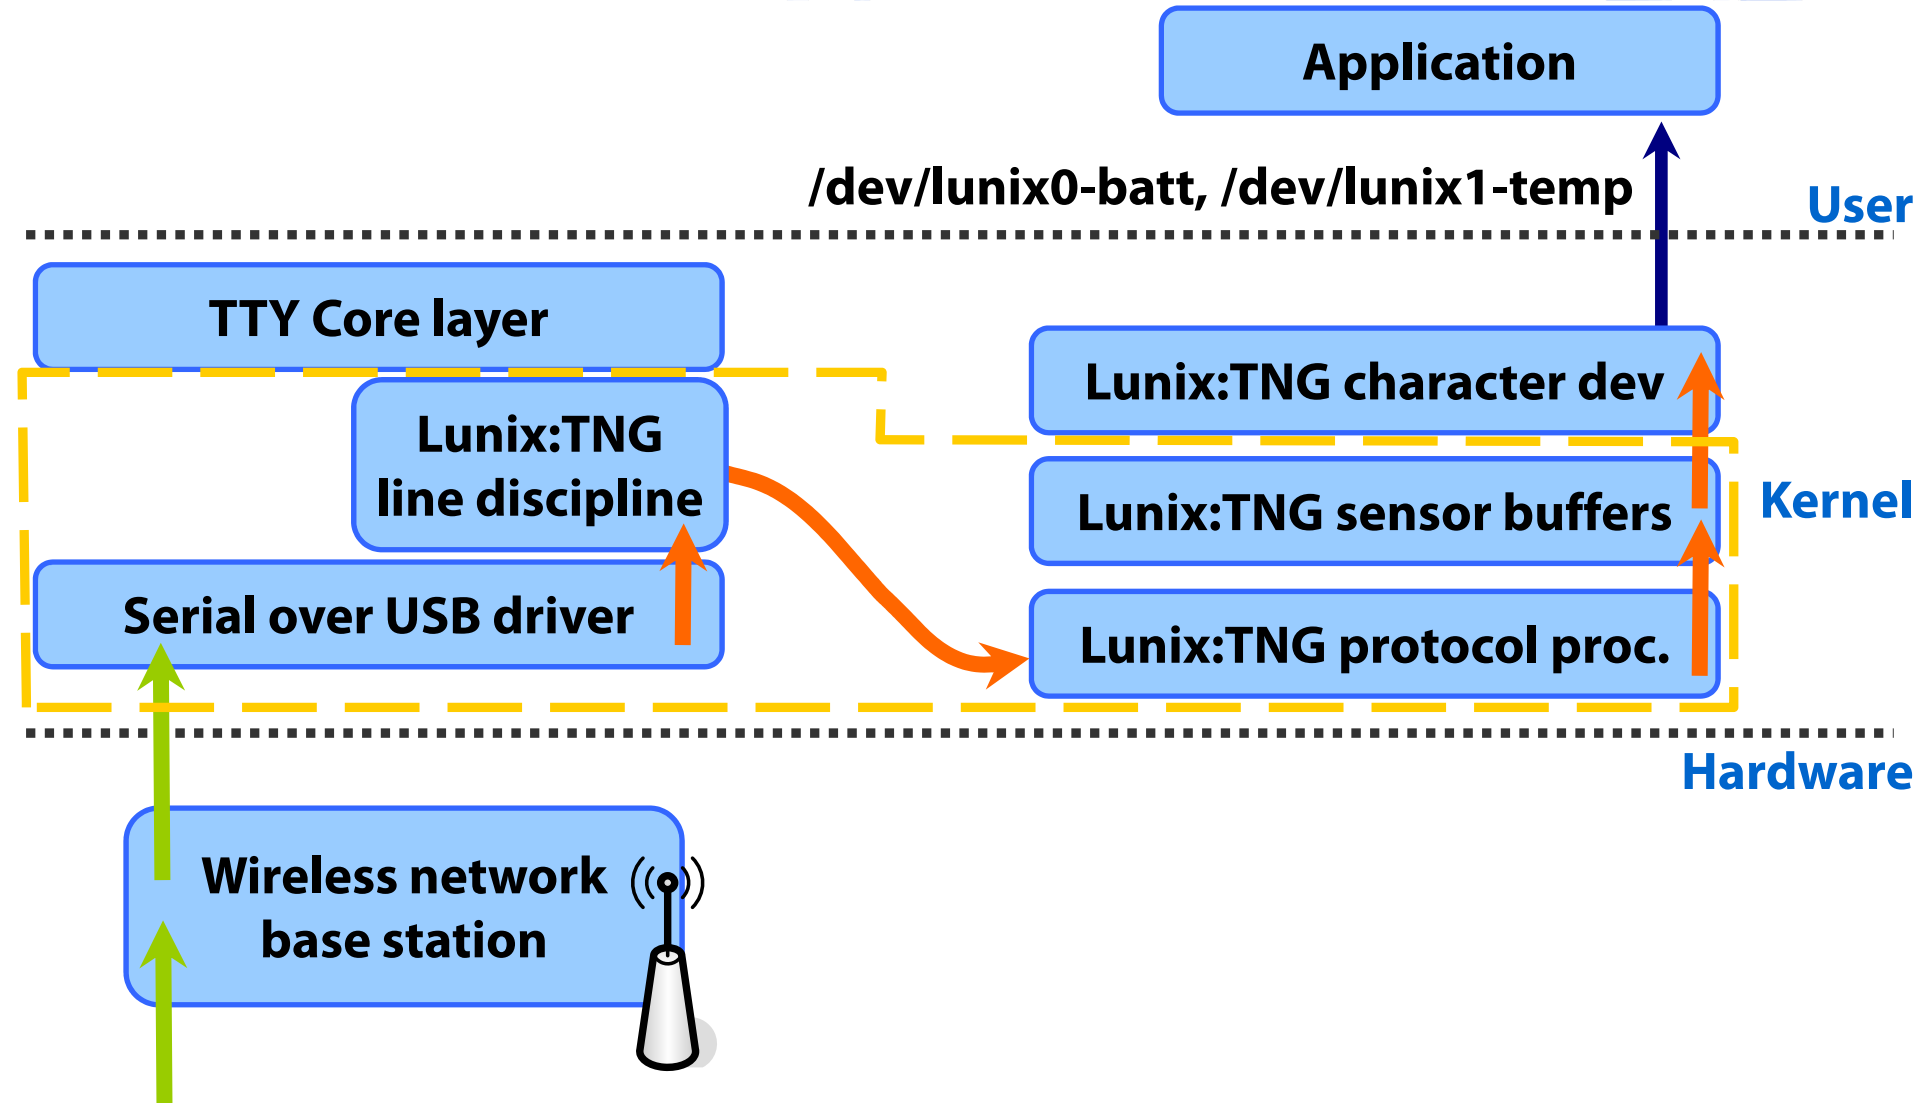 Application
/dev/lunix0-batt, /dev/lunix1-temp
User
TTY Core layer
Lunix:TNG character dev
Lunix:TNG
line discipline
Lunix:TNG sensor buffers
Kernel
Serial over USB driver
Lunix:TNG protocol proc.
Hardware
Wireless network
base station